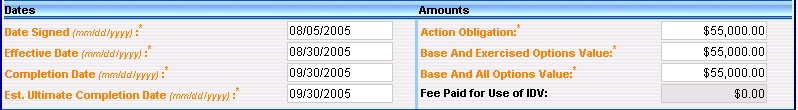 Dates Amounts
Date Signed (mm/dd/yyyy) :* 08/05/2005 Action Obligation:* $55,000.00
Effective Date (mm/dd/yyyy) :* 08/30/2005 Base And Exercised Options Value:* $55,000.00
Completion Date (mm/dd/yyyy) :* 09/30/2005 Base And All Options Value:* $55,000.00
Est. Ultimate Completion Date (mm/dd/yyyy) :* 09/30/2005 Fee Paid for Use of IDV: $0.00